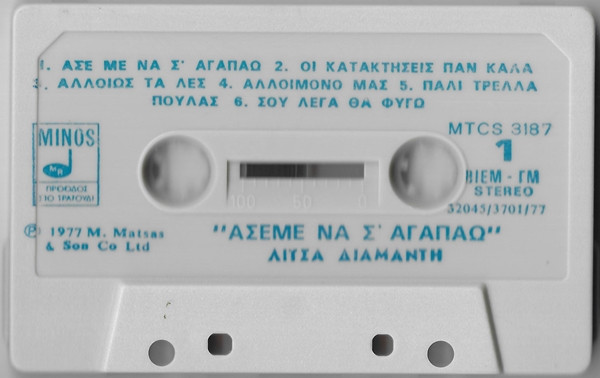 1. ΑΣΕ ΜΕ ΝΑ Σ' ΑΓΑΠΑΩ 2. ΟΙ ΚΑΤΑΚΤΗΣΕΙΣ ΠΑΝ ΚΑΛΑ
3. ΑΛΛΟΙΩΣ ΤΑ ΛΕΣ 4. ΑΛΛΟΙΜΟΝΟ ΜΑΣ 5. ΠΑΛΙ ΤΡΕΛΛΑ
ΠΟΥΛΑΣ 6. ΣΟΥ ΛΕΓΑ ΘΑ ΦΥΓΩ
MINOS
ΠΡΟΟΔΟΣ
ΣΤΟ ΤΡΑΓΟΥΔΙ
MTCS 3187
1
BIEM - ΓΜ
STEREO
32045/3701/77
100 50 0
℗ 1977 M. Matsas
& Son Co Ltd
"ΑΣΕΜΕ ΝΑ Σ' ΑΓΑΠΑΩ"
ΛΙΤΣΑ ΔΙΑΜΑΝΤΗ